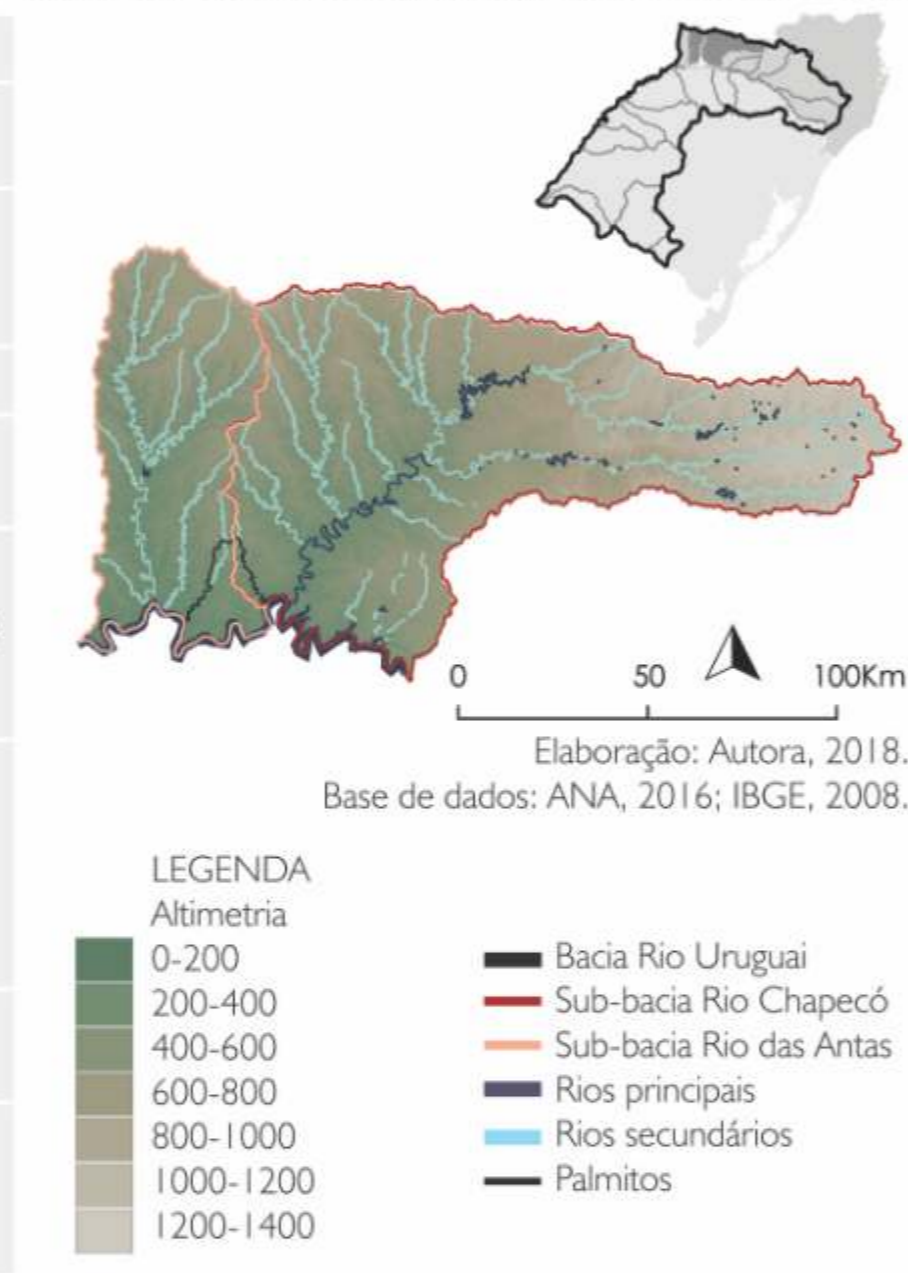 0 50 100Km
Elaboração: Autora, 2018.
Base de dados: ANA, 2016; IBGE, 2008.
LEGENDA
Altimetria
0-200
200-400
400-600
600-800
800-1000
1000-1200
1200-1400
Bacia Rio Uruguai
Sub-bacia Rio Chapecó
Sub-bacia Rio das Antas
Rios principais
Rios secundários
Palmitos